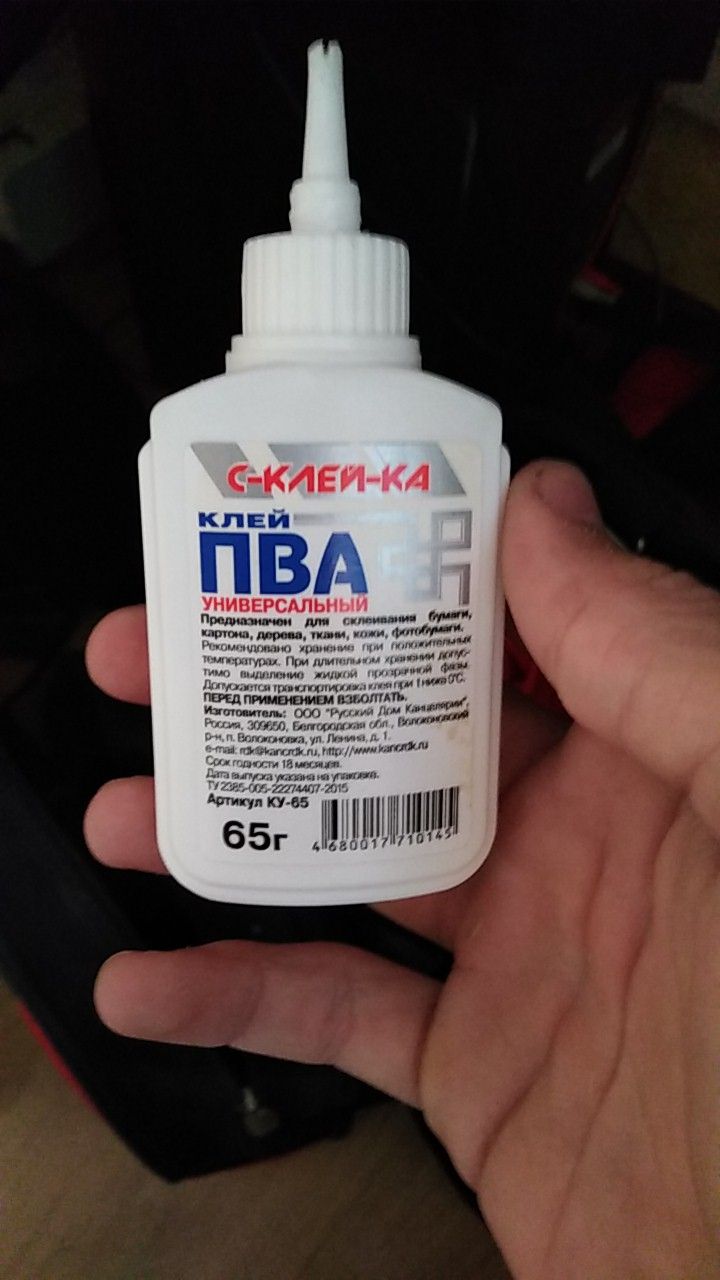 С-КЛЕЙ-КА
КЛЕЙ
ПВА
УНИВЕРСАЛЬНЫЙ
Предназначен для склеивания бумаги,
картона, дерева, ткани, кожи, фотобумаги.
Рекомендовано хранение при положительных
температурах. При длительном хранении допус-
тимо выделение жидкой прозрачной фазы.
Допускается транспортировка клея при t ниже 0°С.
ПЕРЕД ПРИМЕНЕНИЕМ ВЗБОЛТАТЬ.
Изготовитель: ООО "Русский Дом Канцелярии",
Россия, 309650, Белгородская обл., Волоконовский
р-н, п. Волоконовка, ул. Ленина, д. 1.
e-mail: rdk@kancrdk.ru, http://www.kancrdk.ru
Срок годности 18 месяцев.
Дата выпуска указана на упаковке.
ТУ 2385-005-22274407-2015
Артикул КУ-65
65г
4 680017 710145